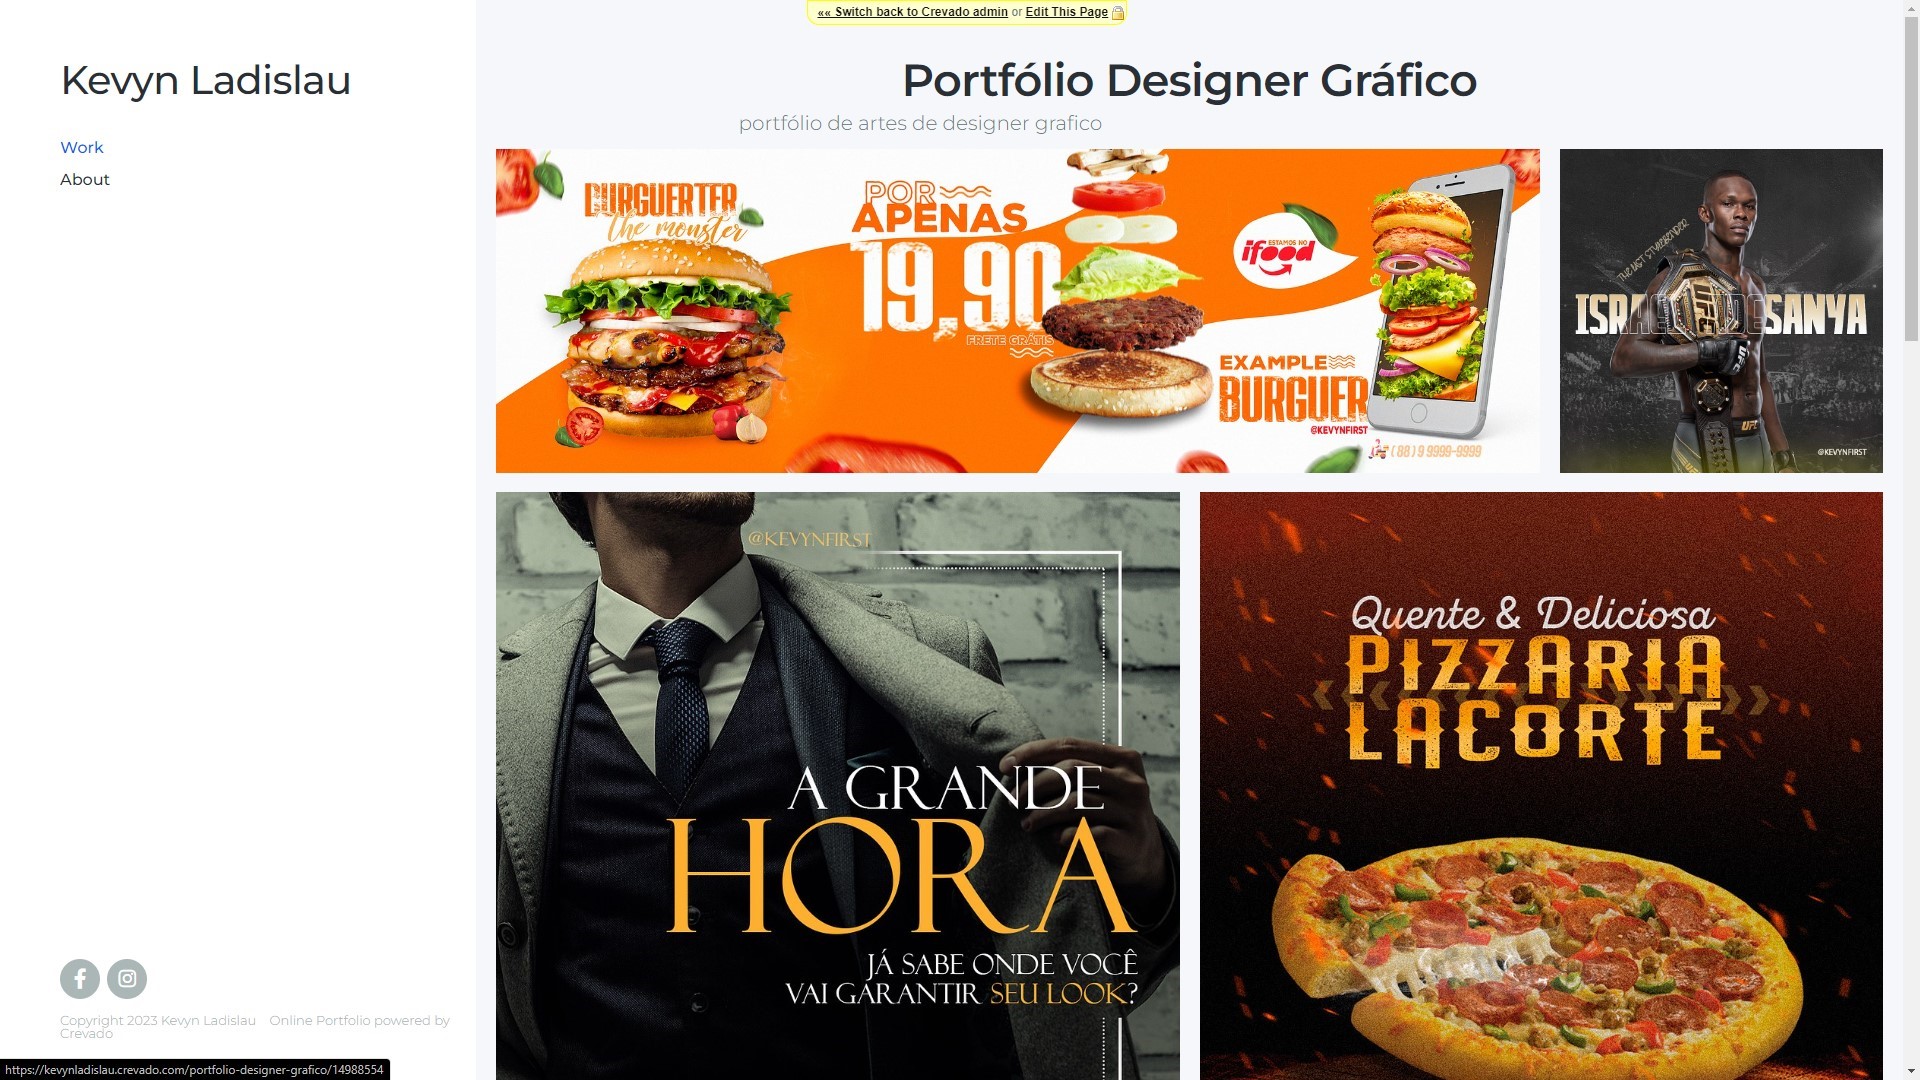 «« Switch back to Crevado admin or Edit This Page
Kevyn Ladislau
Work
About
Portfólio Designer Gráfico
portfólio de artes de designer grafico
BURGUERTER
the monster
POR
APENAS
19,90
FRETE GRÁTIS
ESTAMOS NO
ifood
EXAMPLE
BURGUER
@KEVYNFIRST
(88) 9 9999-9999
THE LAST STYLEBENDER
ISRAEL ADESANYA
UFC
UFC
UFC
@KEVYNFIRST
@KEVYNFIRST
A GRANDE
HORA
JÁ SABE ONDE VOCÊ
VAI GARANTIR SEU LOOK?
Quente & Deliciosa
PIZZARIA
LACORTE
Copyright 2023 Kevyn Ladislau Online Portfolio powered by
Crevado
https://kevynladislau.crevado.com/portfolio-designer-grafico/14988554